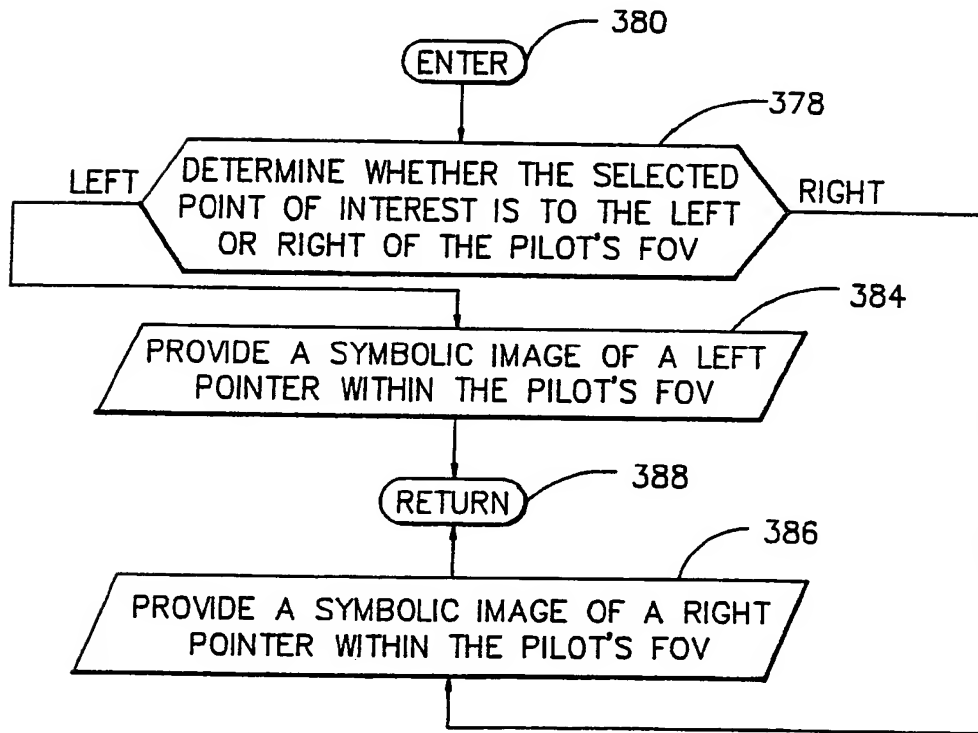 380
ENTER
378
LEFT
DETERMINE WHETHER THE SELECTED
POINT OF INTEREST IS TO THE LEFT
OR RIGHT OF THE PILOT'S FOV
RIGHT
384
PROVIDE A SYMBOLIC IMAGE OF A LEFT
POINTER WITHIN THE PILOT'S FOV
388
RETURN
386
PROVIDE A SYMBOLIC IMAGE OF A RIGHT
POINTER WITHIN THE PILOT'S FOV